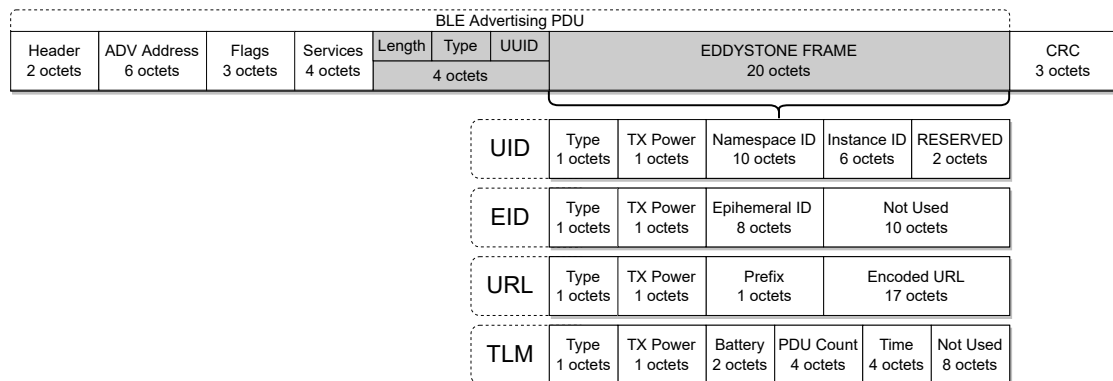 BLE Advertising PDU
Header
2 octets
ADV Address
6 octets
Flags
3 octets
Services
4 octets
Length
Type
UUID
4 octets
EDDYSTONE FRAME
20 octets
CRC
3 octets
UID
Type
1 octets
TX Power
1 octets
Namespace ID
10 octets
Instance ID
6 octets
RESERVED
2 octets
EID
Type
1 octets
TX Power
1 octets
Epihemeral ID
8 octets
Not Used
10 octets
URL
Type
1 octets
TX Power
1 octets
Prefix
1 octets
Encoded URL
17 octets
TLM
Type
1 octets
TX Power
1 octets
Battery
2 octets
PDU Count
4 octets
Time
4 octets
Not Used
8 octets